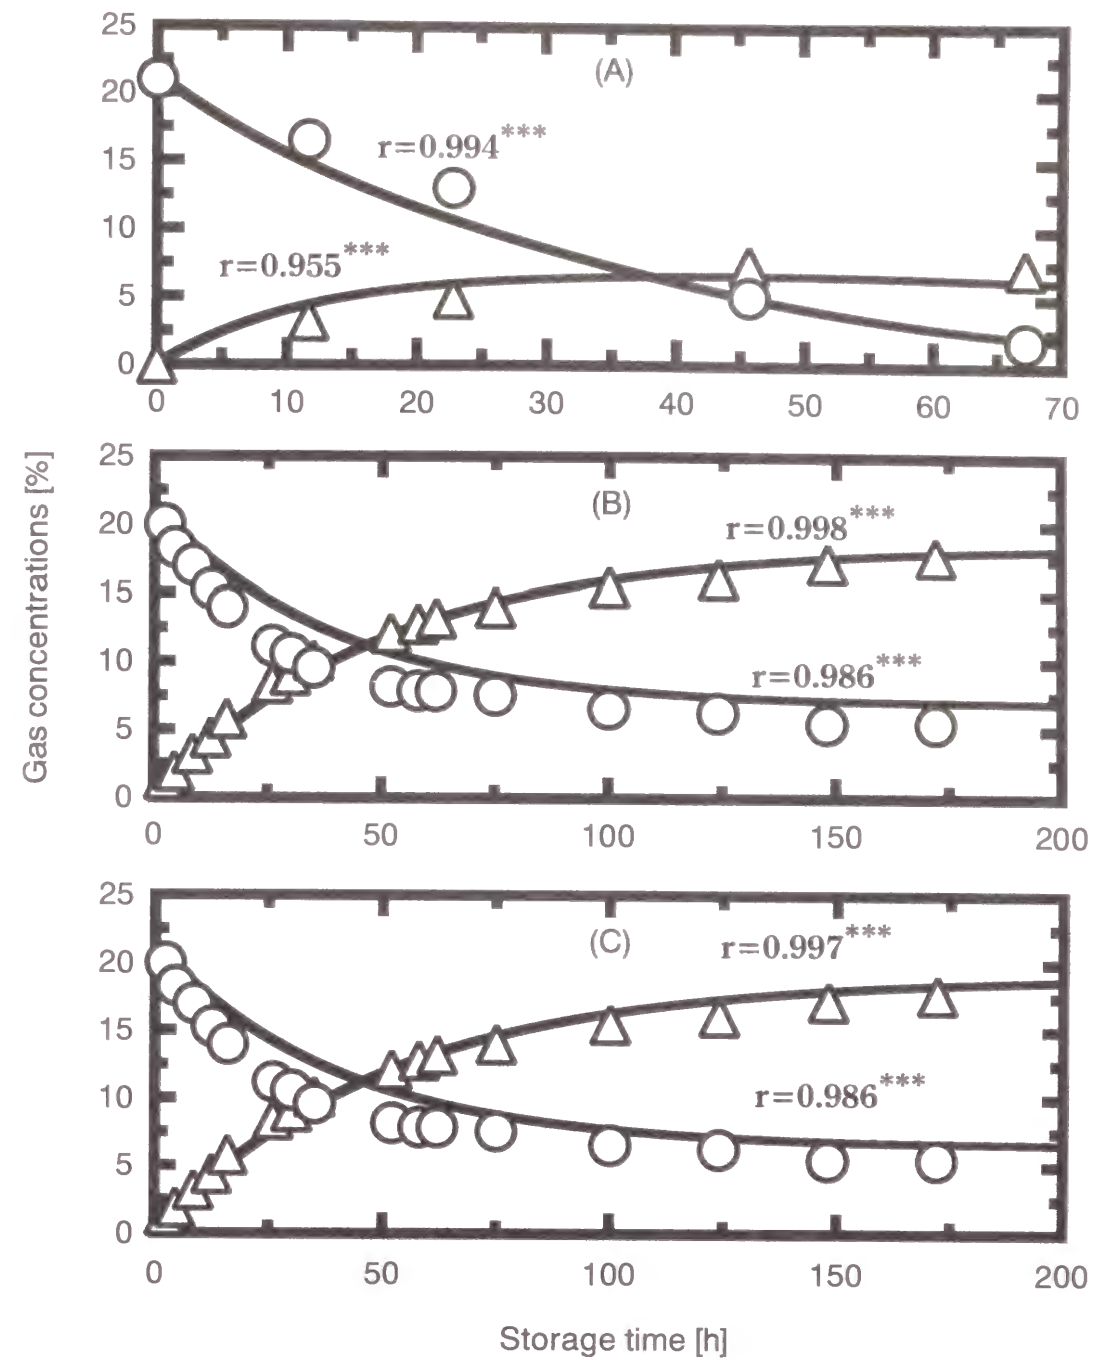 25
(A)
20
r=0.994***
15
10
r=0.955***
5
0
0 10 20 30 40 50 60 70
Gas concentrations [%]
25
(B)
r=0.998***
20
15
10
r=0.986***
5
0
0 50 100 150 200
25
(C)
r=0.997***
20
15
10
r=0.986***
5
0
0 50 100 150 200
Storage time [h]